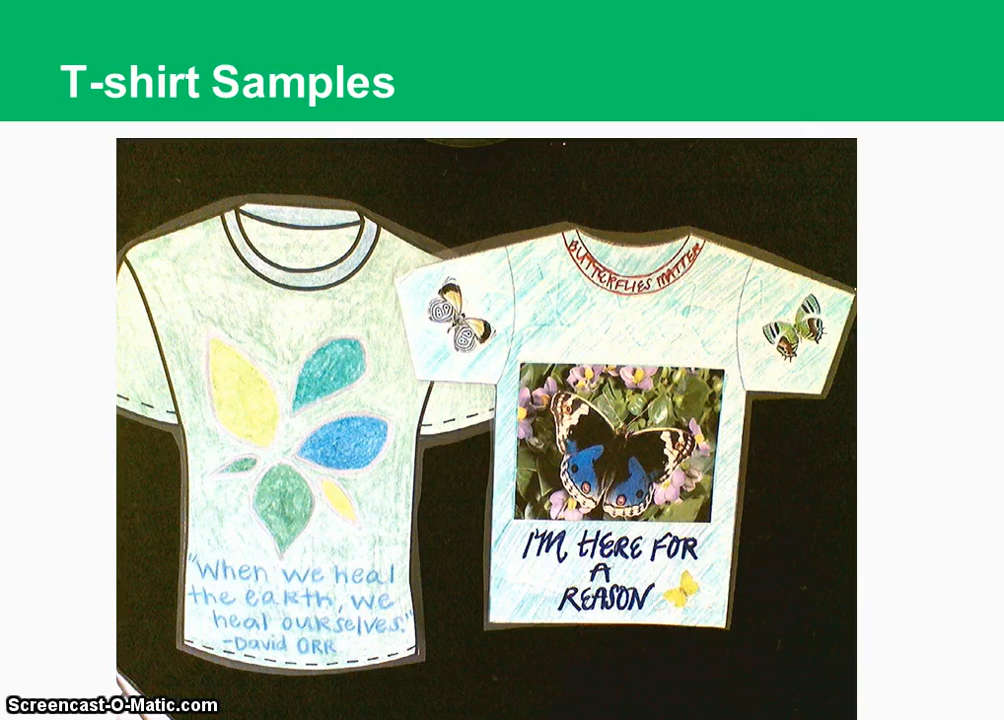 T-shirt Samples
BUTTERFLIES MATTER
"When we heal
the earth, we
heal ourselves."
-David ORR
I'M HERE FOR
A
REASON
Screencast-O-Matic.com